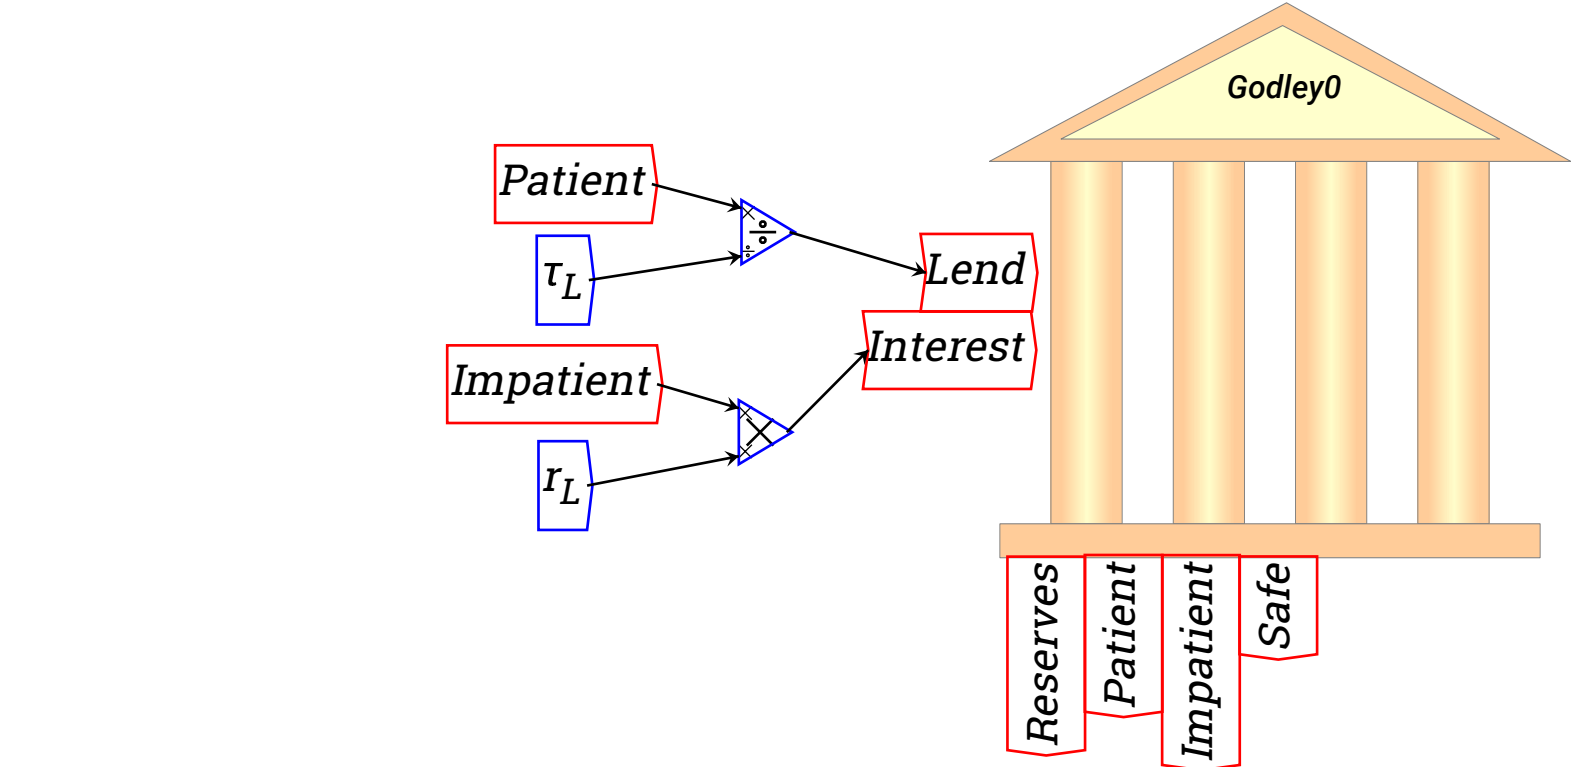 Godley0
Patient
τL
Lend
Interest
Impatient
rL
Reserves
Patient
Impatient
Safe